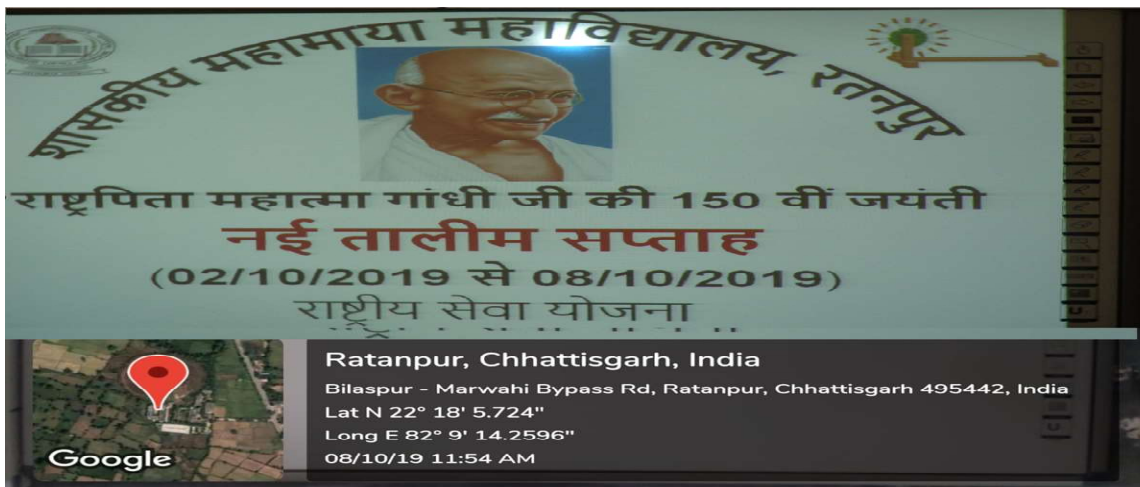 शासकीय महामाया महाविद्यालय, रतनपुर
राष्ट्रपिता महात्मा गांधी जी की 150 वीं जयंती
नई तालीम सप्ताह
(02/10/2019 से 08/10/2019)
राष्ट्रीय सेवा योजना
Ratanpur, Chhattisgarh, India
Bilaspur - Marwahi Bypass Rd, Ratanpur, Chhattisgarh 495442, India
Lat N 22° 18' 5.724"
Long E 82° 9' 14.2596"
Google
08/10/19 11:54 AM